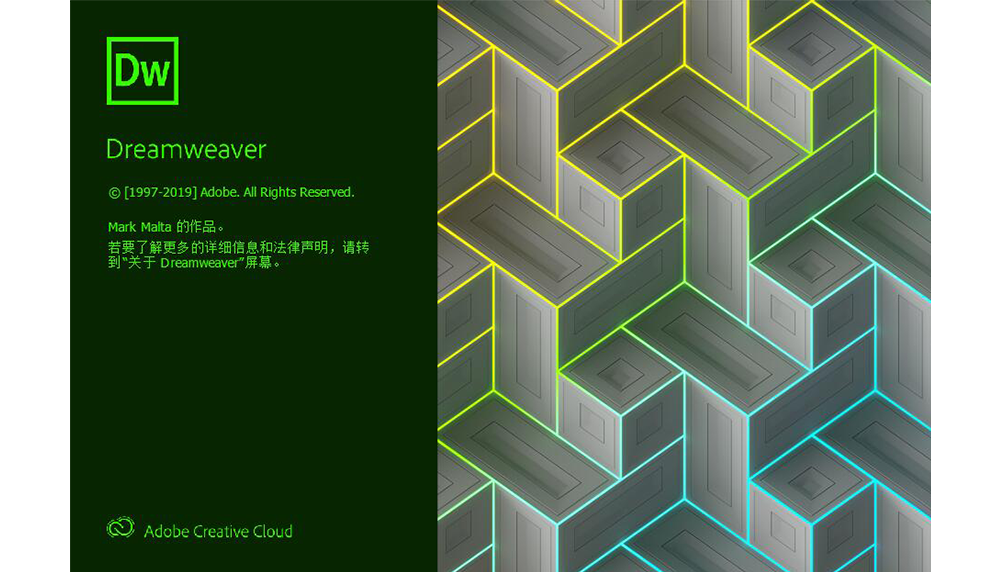 Dw
Dreamweaver
© [1997-2019] Adobe. All Rights Reserved.
Mark Malta 的作品。
若要了解更多的详细信息和法律声明，请转
到“关于 Dreamweaver”屏幕。
Adobe Creative Cloud